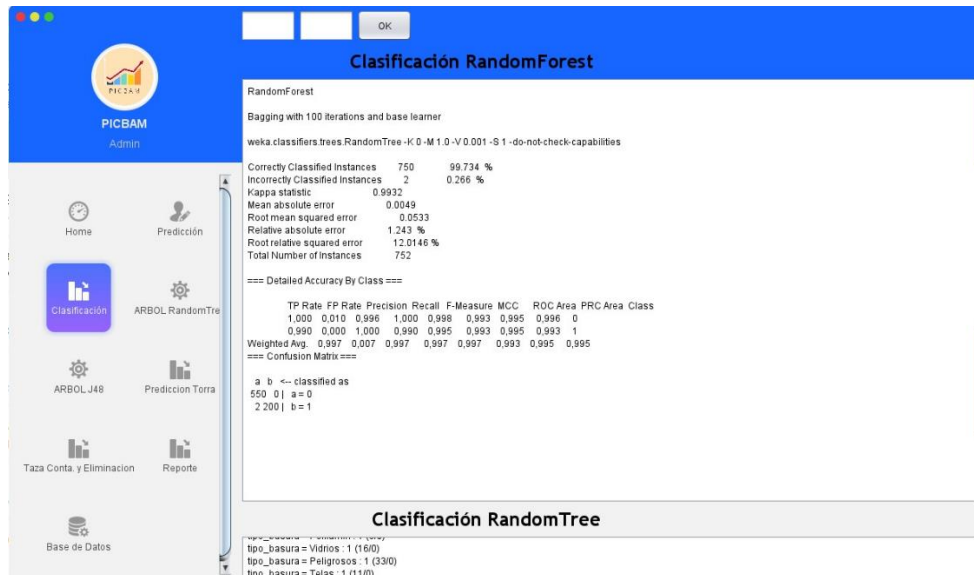 OK
Clasificación RandomForest
PICBAM
PICBAM
Admin
Home
Predicción
Clasificación
ARBOL RandomTre
ARBOL J48
Prediccion Torra
Taza Conta. y Eliminacion
Reporte
Base de Datos
RandomForest
Bagging with 100 iterations and base learner
weka.classifiers.trees.RandomTree -K 0 -M 1.0 -V 0.001 -S 1 -do-not-check-capabilities
Correctly Classified Instances 750 99.734 %
Incorrectly Classified Instances 2 0.266 %
Kappa statistic 0.9932
Mean absolute error 0.0049
Root mean squared error 0.0533
Relative absolute error 1.243 %
Root relative squared error 12.0146 %
Total Number of Instances 752
=== Detailed Accuracy By Class ===
TP Rate FP Rate Precision Recall F-Measure MCC ROC Area PRC Area Class
1,000 0,010 0,996 1,000 0,998 0,993 0,995 0,996 0
0,990 0,000 1,000 0,990 0,995 0,993 0,995 0,993 1
Weighted Avg. 0,997 0,007 0,997 0,997 0,997 0,993 0,995 0,995
=== Confusion Matrix ===
a b <-- classified as
550 0 | a = 0
2 200 | b = 1
Clasificación RandomTree
tipo_basura = Vidrios : 1 (16/0)
tipo_basura = Peligrosos : 1 (33/0)
tipo_basura = Telas : 1 (11/0)